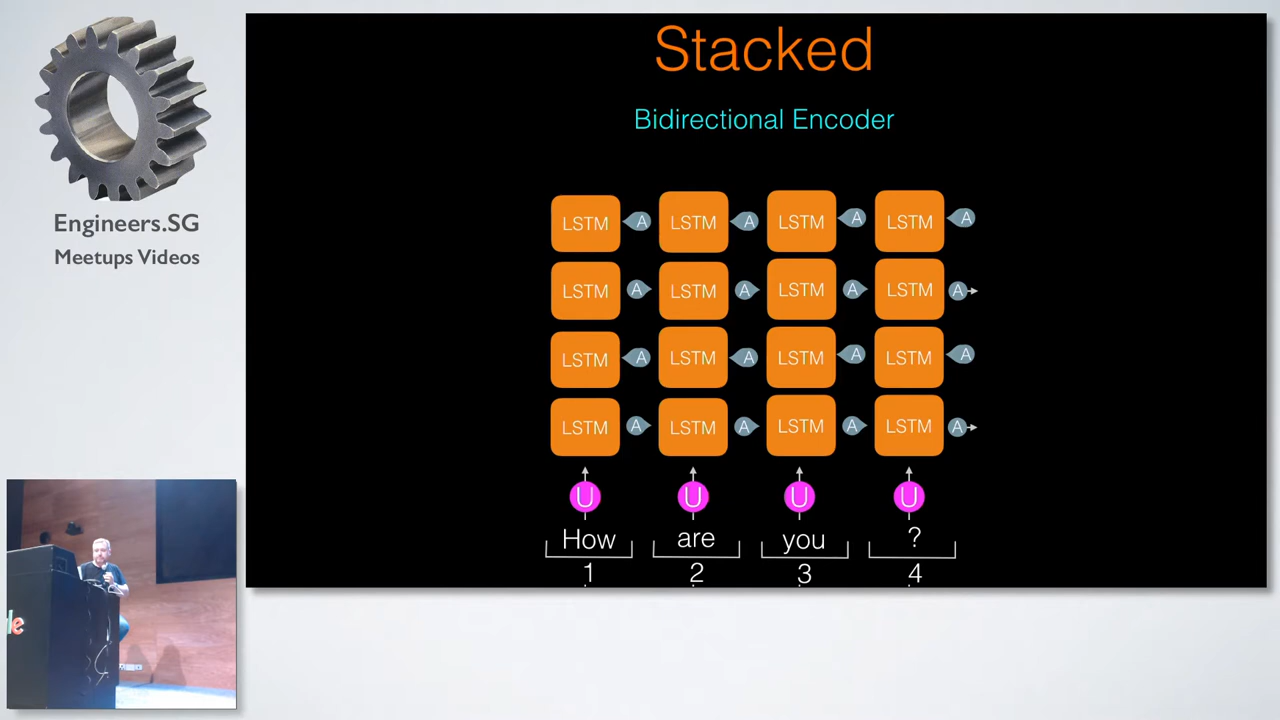 Stacked
Bidirectional Encoder
Engineers.SG
Meetups Videos
LSTM A LSTM A LSTM A LSTM A
LSTM A LSTM A LSTM A LSTM A
LSTM A LSTM A LSTM A LSTM A
LSTM A LSTM A LSTM A LSTM A
U U U U
How are you ?
1 2 3 4
le